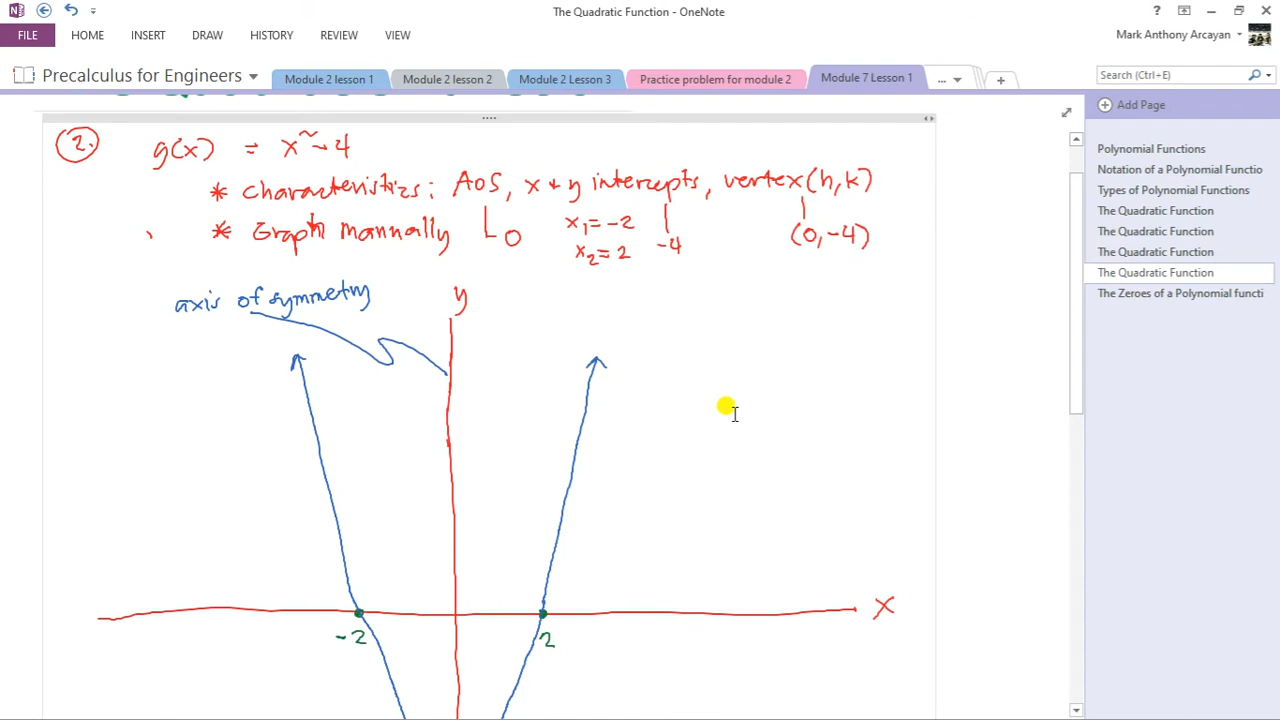 The Quadratic Function - OneNote
FILE HOME INSERT DRAW HISTORY REVIEW VIEW
Mark Anthony Arcayan
Precalculus for Engineers
Module 2 lesson 1
Module 2 lesson 2
Module 2 Lesson 3
Practice problem for module 2
Module 7 Lesson 1
...
Search (Ctrl+E)
Add Page
Polynomial Functions
Notation of a Polynomial Functio
Types of Polynomial Functions
The Quadratic Function
The Quadratic Function
The Quadratic Function
The Quadratic Function
The Zeroes of a Polynomial functi
2. g(x) = x~ - 4
* characteristics: AoS, x + y intercepts, vertex (h, k)
* Graph mannally 0 x₁ = -2 -4 (0, -4)
x₂ = 2
axis of symmetry y
x
-2 2